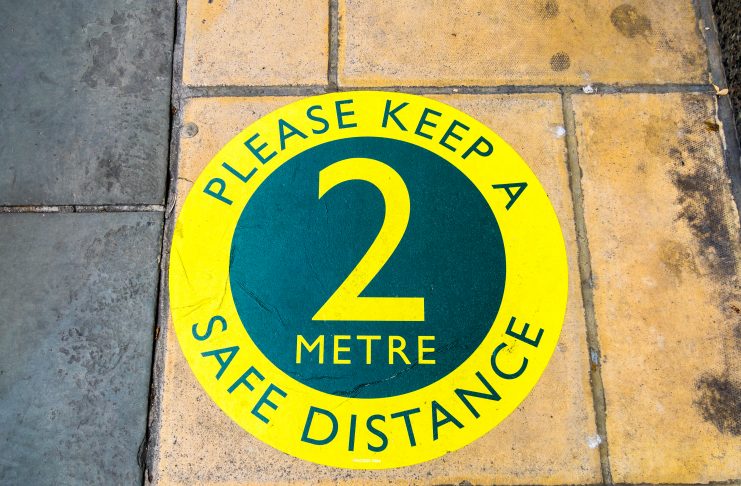 PLEASE KEEP A
2
METRE
SAFE DISTANCE